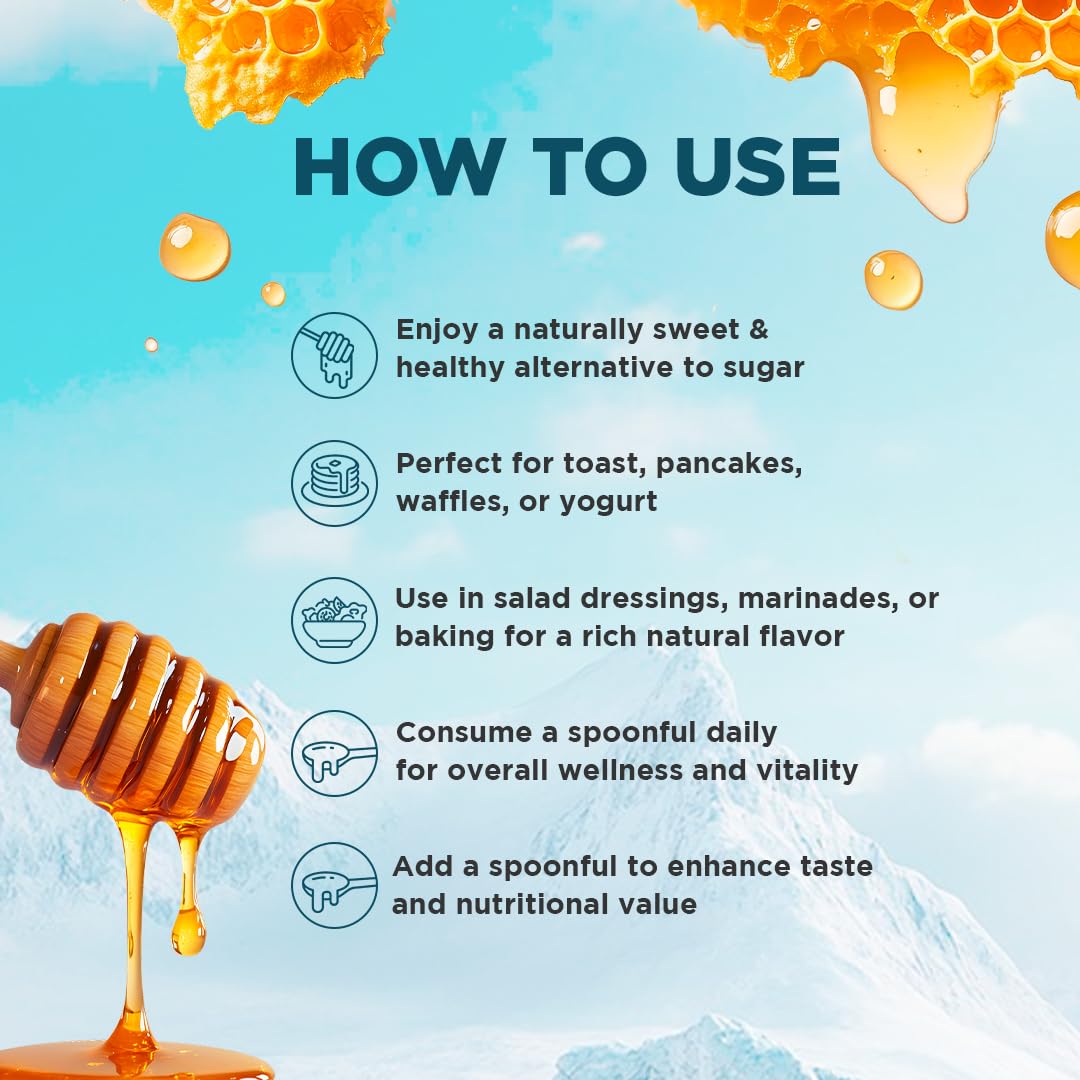 HOW TO USE
Enjoy a naturally sweet &
healthy alternative to sugar
Perfect for toast, pancakes,
waffles, or yogurt
Use in salad dressings, marinades, or
baking for a rich natural flavor
Consume a spoonful daily
for overall wellness and vitality
Add a spoonful to enhance taste
and nutritional value